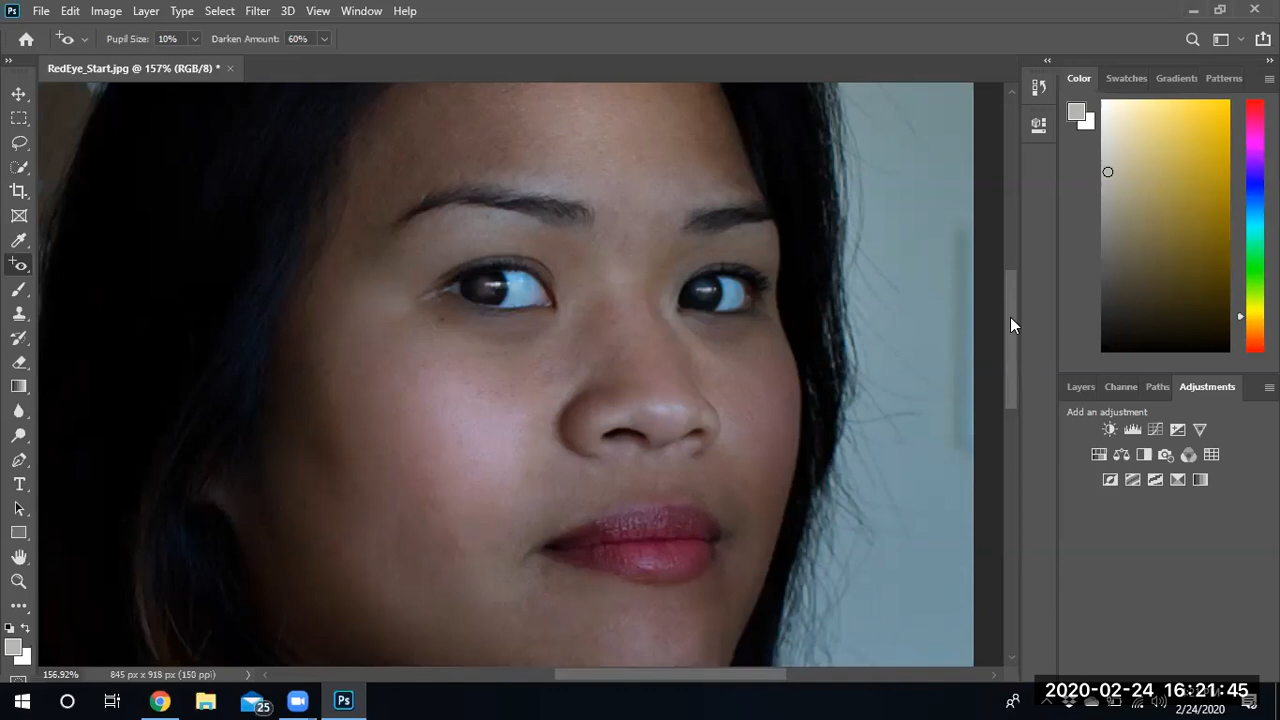 Ps File Edit Image Layer Type Select Filter 3D View Window Help
Pupil Size: 10% Darken Amount: 60%
RedEye_Start.jpg @ 157% (RGB/8) *
Color Swatches Gradients Patterns
Layers Channe Paths Adjustments
Add an adjustment
156.92% 845 px x 918 px (150 ppi)
25 Ps
2020-02-24 16:21:45
2/24/2020